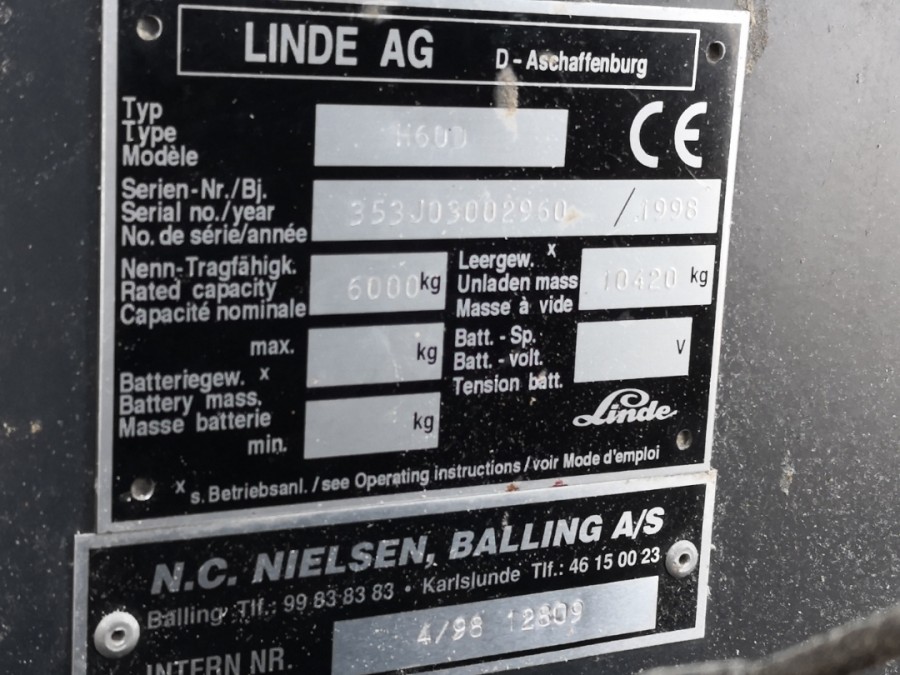 LINDE AG D-Aschaffenburg
Typ
Type
Modèle
H60D
CE
Serien-Nr./Bj.
Serial no./year
No. de série/année
353J03002960 / 1998
Nenn-Tragfähigk.
Rated capacity
Capacité nominale
6000 kg
Leergew. x
Unladen mass
Masse à vide
10420 kg
max.
kg
Batteriegew. x
Battery mass.
Masse batterie
min.
kg
Batt.-Sp.
Batt.-volt.
Tension batt.
V
Linde
x s. Betriebsanl. / see Operating instructions / voir Mode d'emploi
N.C. NIELSEN, BALLING A/S
Balling Tlf.: 99 83 83 83 • Karlslunde Tlf.: 46 15 00 23
INTERN NR. 4/98 12809